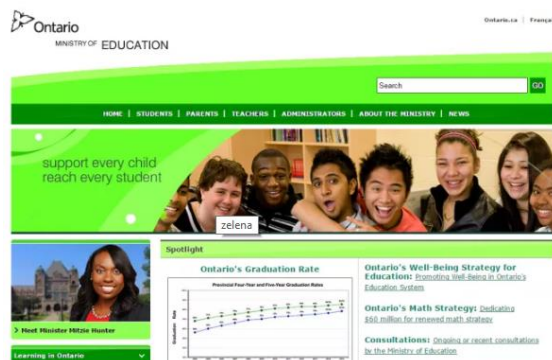 Ontario
MINISTRY OF EDUCATION
Ontario.ca | França
Search GO
HOME | STUDENTS | PARENTS | TEACHERS | ADMINISTRATORS | ABOUT THE MINISTRY | NEWS
support every child
reach every student
zelena
Meet Minister Mitzie Hunter
Learning in Ontario
Spotlight
Ontario's Graduation Rate
Provincial Four-Year and Five-Year Graduation Rates
Graduation Rate
Ontario's Well-Being Strategy for
Education: Promoting Well-Being in Ontario's
Education System
Ontario's Math Strategy: Dedicating
$60 million for renewed math strategy
Consultations: Ongoing or recent consultations
by the Ministry of Education